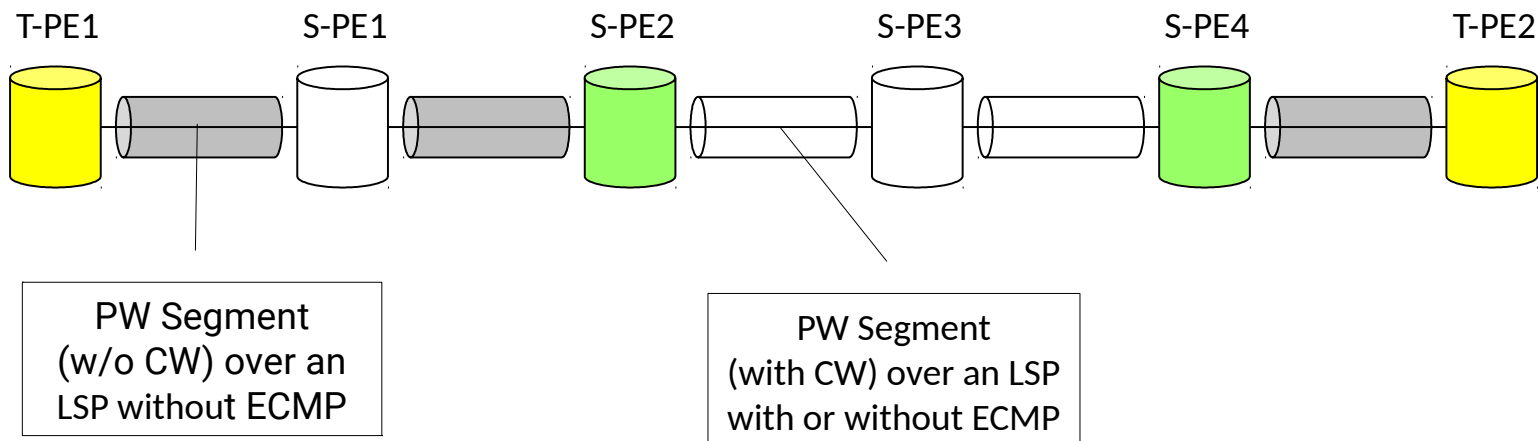 T-PE1 S-PE1 S-PE2 S-PE3 S-PE4 T-PE2
PW Segment
(w/o CW) over an
LSP without ECMP
PW Segment
(with CW) over an LSP
with or without ECMP